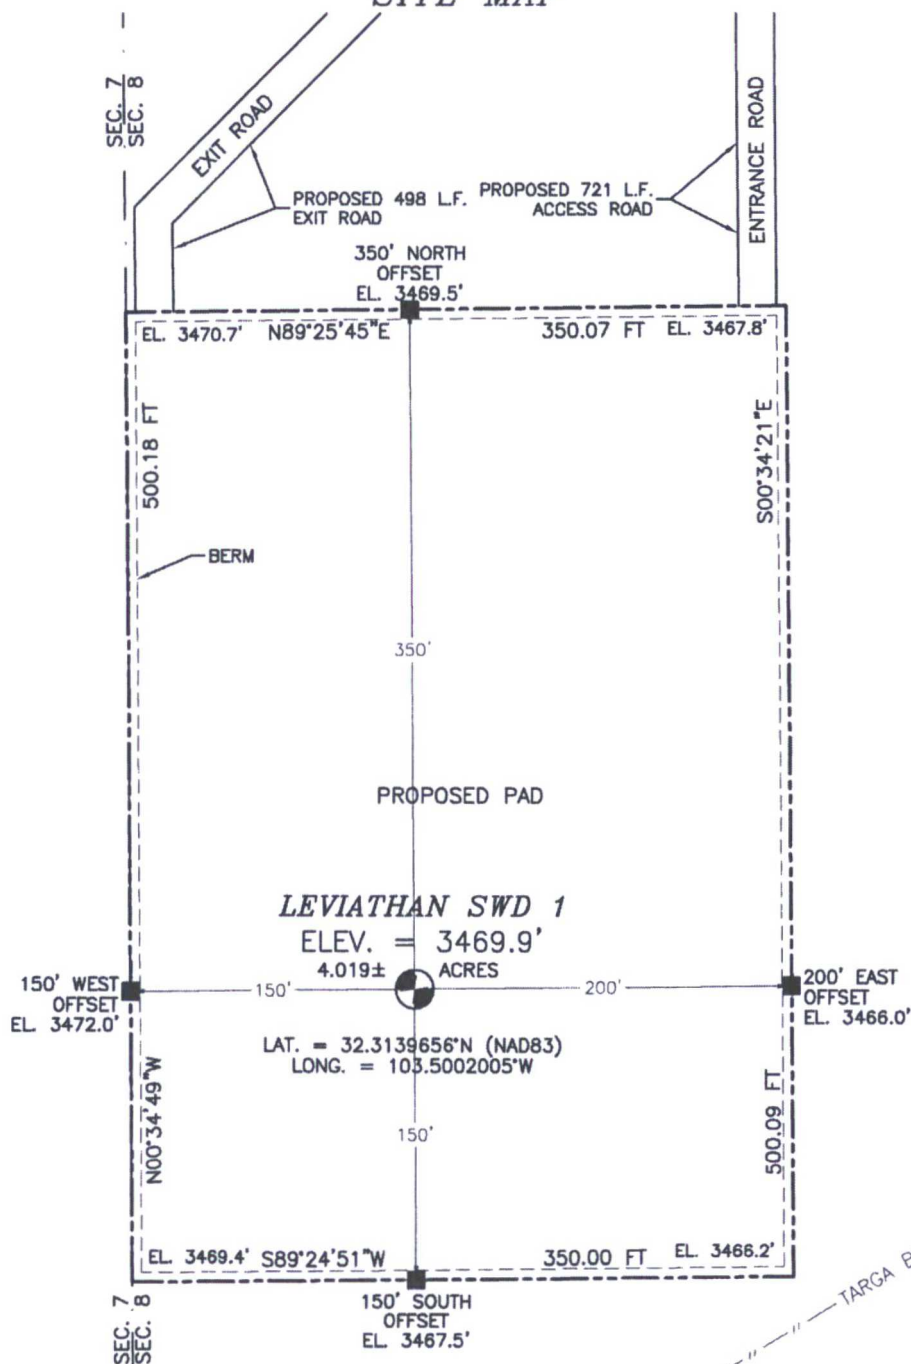 SITE MAP
SEC. 7
SEC. 8
EXIT ROAD
ENTRANCE ROAD
PROPOSED 498 L.F.
EXIT ROAD
PROPOSED 721 L.F.
ACCESS ROAD
350' NORTH
OFFSET
EL. 3469.5'
EL. 3470.7'
N89°25'45"E
350.07 FT
EL. 3467.8'
500.18 FT
S00°34'21"E
BERM
350'
PROPOSED PAD
LEVIATHAN SWD 1
ELEV. = 3469.9'
4.019± ACRES
150' WEST
OFFSET
EL. 3472.0'
150'
200'
200' EAST
OFFSET
EL. 3466.0'
LAT. = 32.3139656°N (NAD83)
LONG. = 103.5002005°W
N00°34'49"W
150'
500.09 FT
EL. 3469.4'
S89°24'51"W
350.00 FT
EL. 3466.2'
150' SOUTH
OFFSET
EL. 3467.5'
SEC. 7
SEC. 8
TARGA